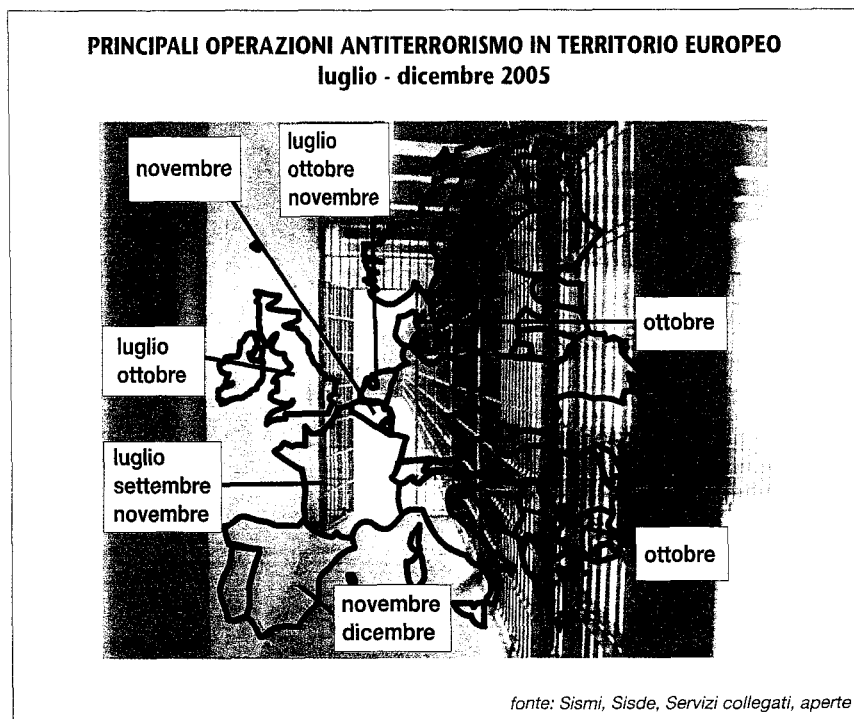 PRINCIPALI OPERAZIONI ANTITERRORISMO IN TERRITORIO EUROPEO
luglio - dicembre 2005
novembre
luglio
ottobre
novembre
luglio
ottobre
ottobre
luglio
settembre
novembre
ottobre
novembre
dicembre
fonte: Sismi, Sisde, Servizi collegati, aperte